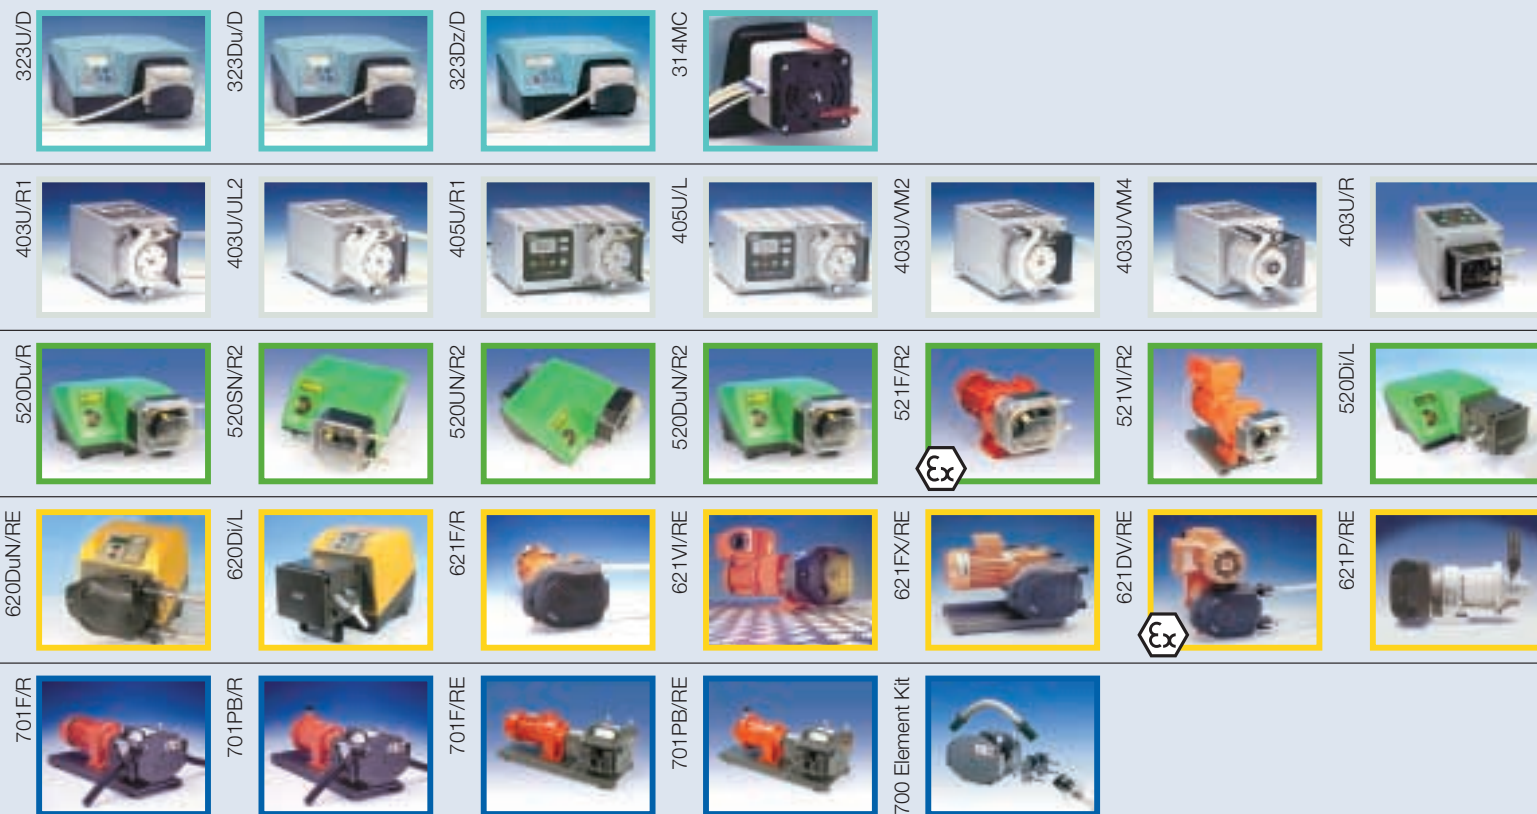 323U/D
323Du/D
323Dz/D
314MC
403U/R1
403U/UL2
405U/R1
405U/L
403U/VM2
403U/VM4
403U/R
520Du/R
520SN/R2
520UN/R2
520DuN/R2
521F/R2
521VI/R2
520Di/L
Ex
620DuN/RE
620Di/L
621F/R
621VI/RE
621FX/RE
621DV/RE
621P/RE
Ex
701F/R
701PB/R
701F/RE
701PB/RE
700 Element Kit